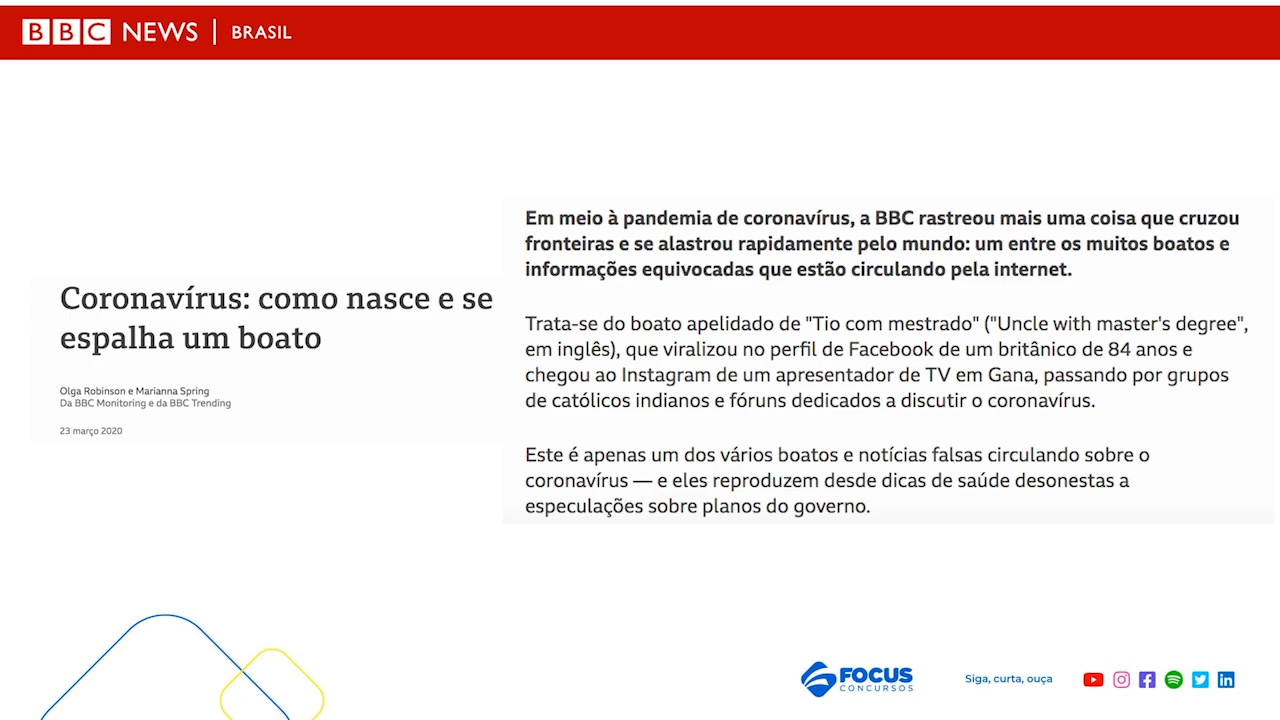 BBC NEWS | BRASIL
Coronavírus: como nasce e se
espalha um boato
Olga Robinson e Marianna Spring
Da BBC Monitoring e da BBC Trending
23 março 2020
Em meio à pandemia de coronavírus, a BBC rastreou mais uma coisa que cruzou
fronteiras e se alastrou rapidamente pelo mundo: um entre os muitos boatos e
informações equivocadas que estão circulando pela internet.
Trata-se do boato apelidado de "Tio com mestrado" ("Uncle with master's degree",
em inglês), que viralizou no perfil de Facebook de um britânico de 84 anos e
chegou ao Instagram de um apresentador de TV em Gana, passando por grupos
de católicos indianos e fóruns dedicados a discutir o coronavírus.
Este é apenas um dos vários boatos e notícias falsas circulando sobre o
coronavírus — e eles reproduzem desde dicas de saúde desonestas a
especulações sobre planos do governo.
FOCUS
CONCURSOS
Siga, curta, ouça